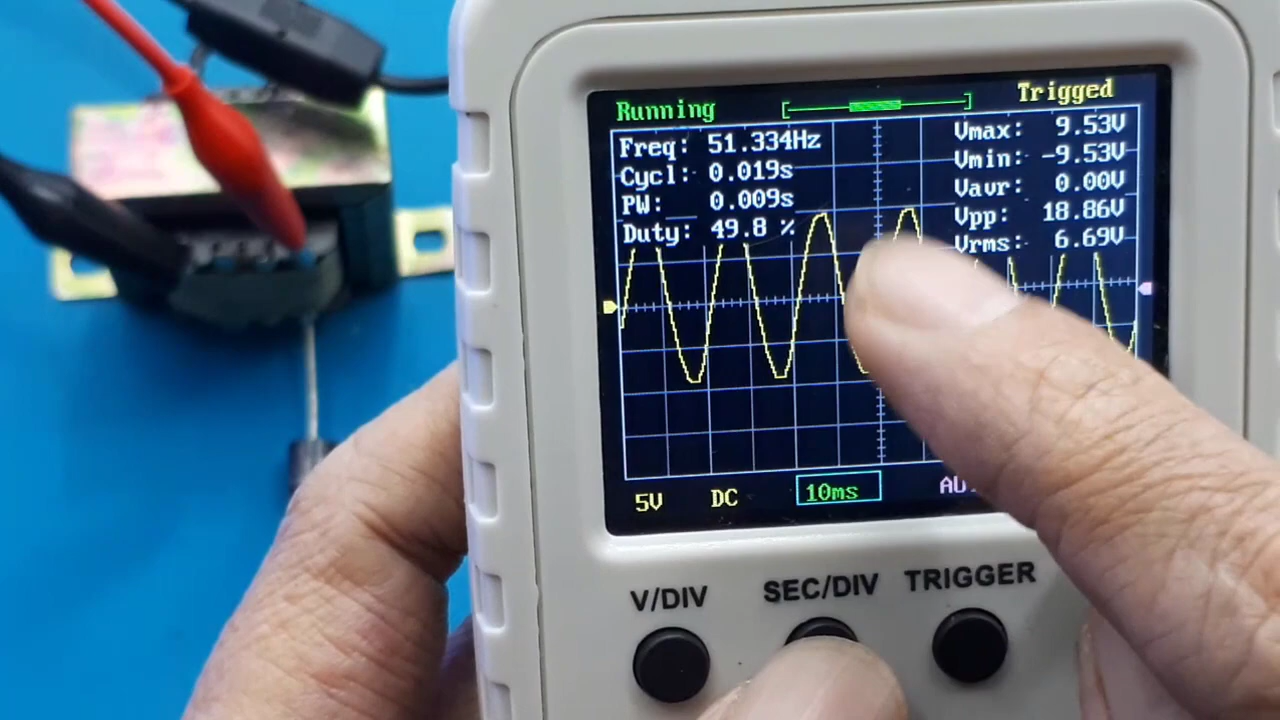 Running
Trigged
Freq: 51.334Hz
Cycl: 0.019s
PW: 0.009s
Duty: 49.8 %
Vmax: 9.53V
Vmin: -9.53V
Vavr: 0.00V
Vpp: 18.86V
Vrms: 6.69V
5V DC 10ms
V/DIV SEC/DIV TRIGGER